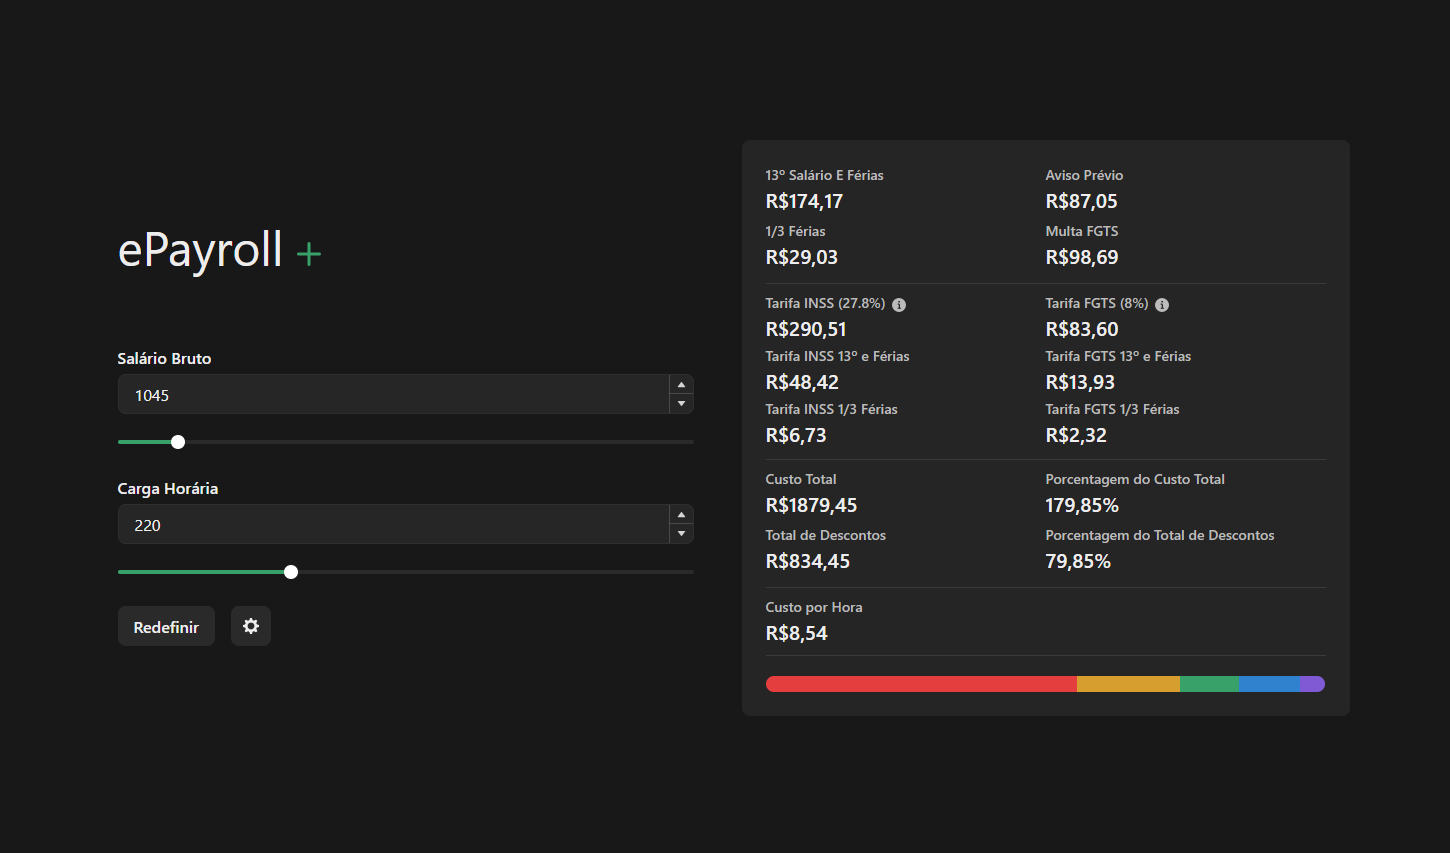 ePayroll +
Salário Bruto
1045
Carga Horária
220
Redefinir
13º Salário E Férias
R$174,17
Aviso Prévio
R$87,05
1/3 Férias
R$29,03
Multa FGTS
R$98,69
Tarifa INSS (27.8%)
R$290,51
Tarifa FGTS (8%)
R$83,60
Tarifa INSS 13º e Férias
R$48,42
Tarifa FGTS 13º e Férias
R$13,93
Tarifa INSS 1/3 Férias
R$6,73
Tarifa FGTS 1/3 Férias
R$2,32
Custo Total
R$1879,45
Porcentagem do Custo Total
179,85%
Total de Descontos
R$834,45
Porcentagem do Total de Descontos
79,85%
Custo por Hora
R$8,54